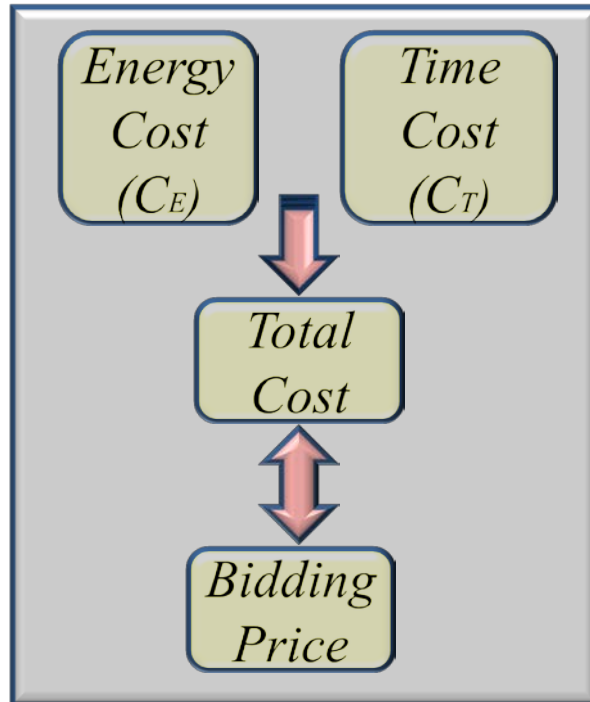 Energy
Cost
(CE)
Time
Cost
(CT)
Total
Cost
Bidding
Price